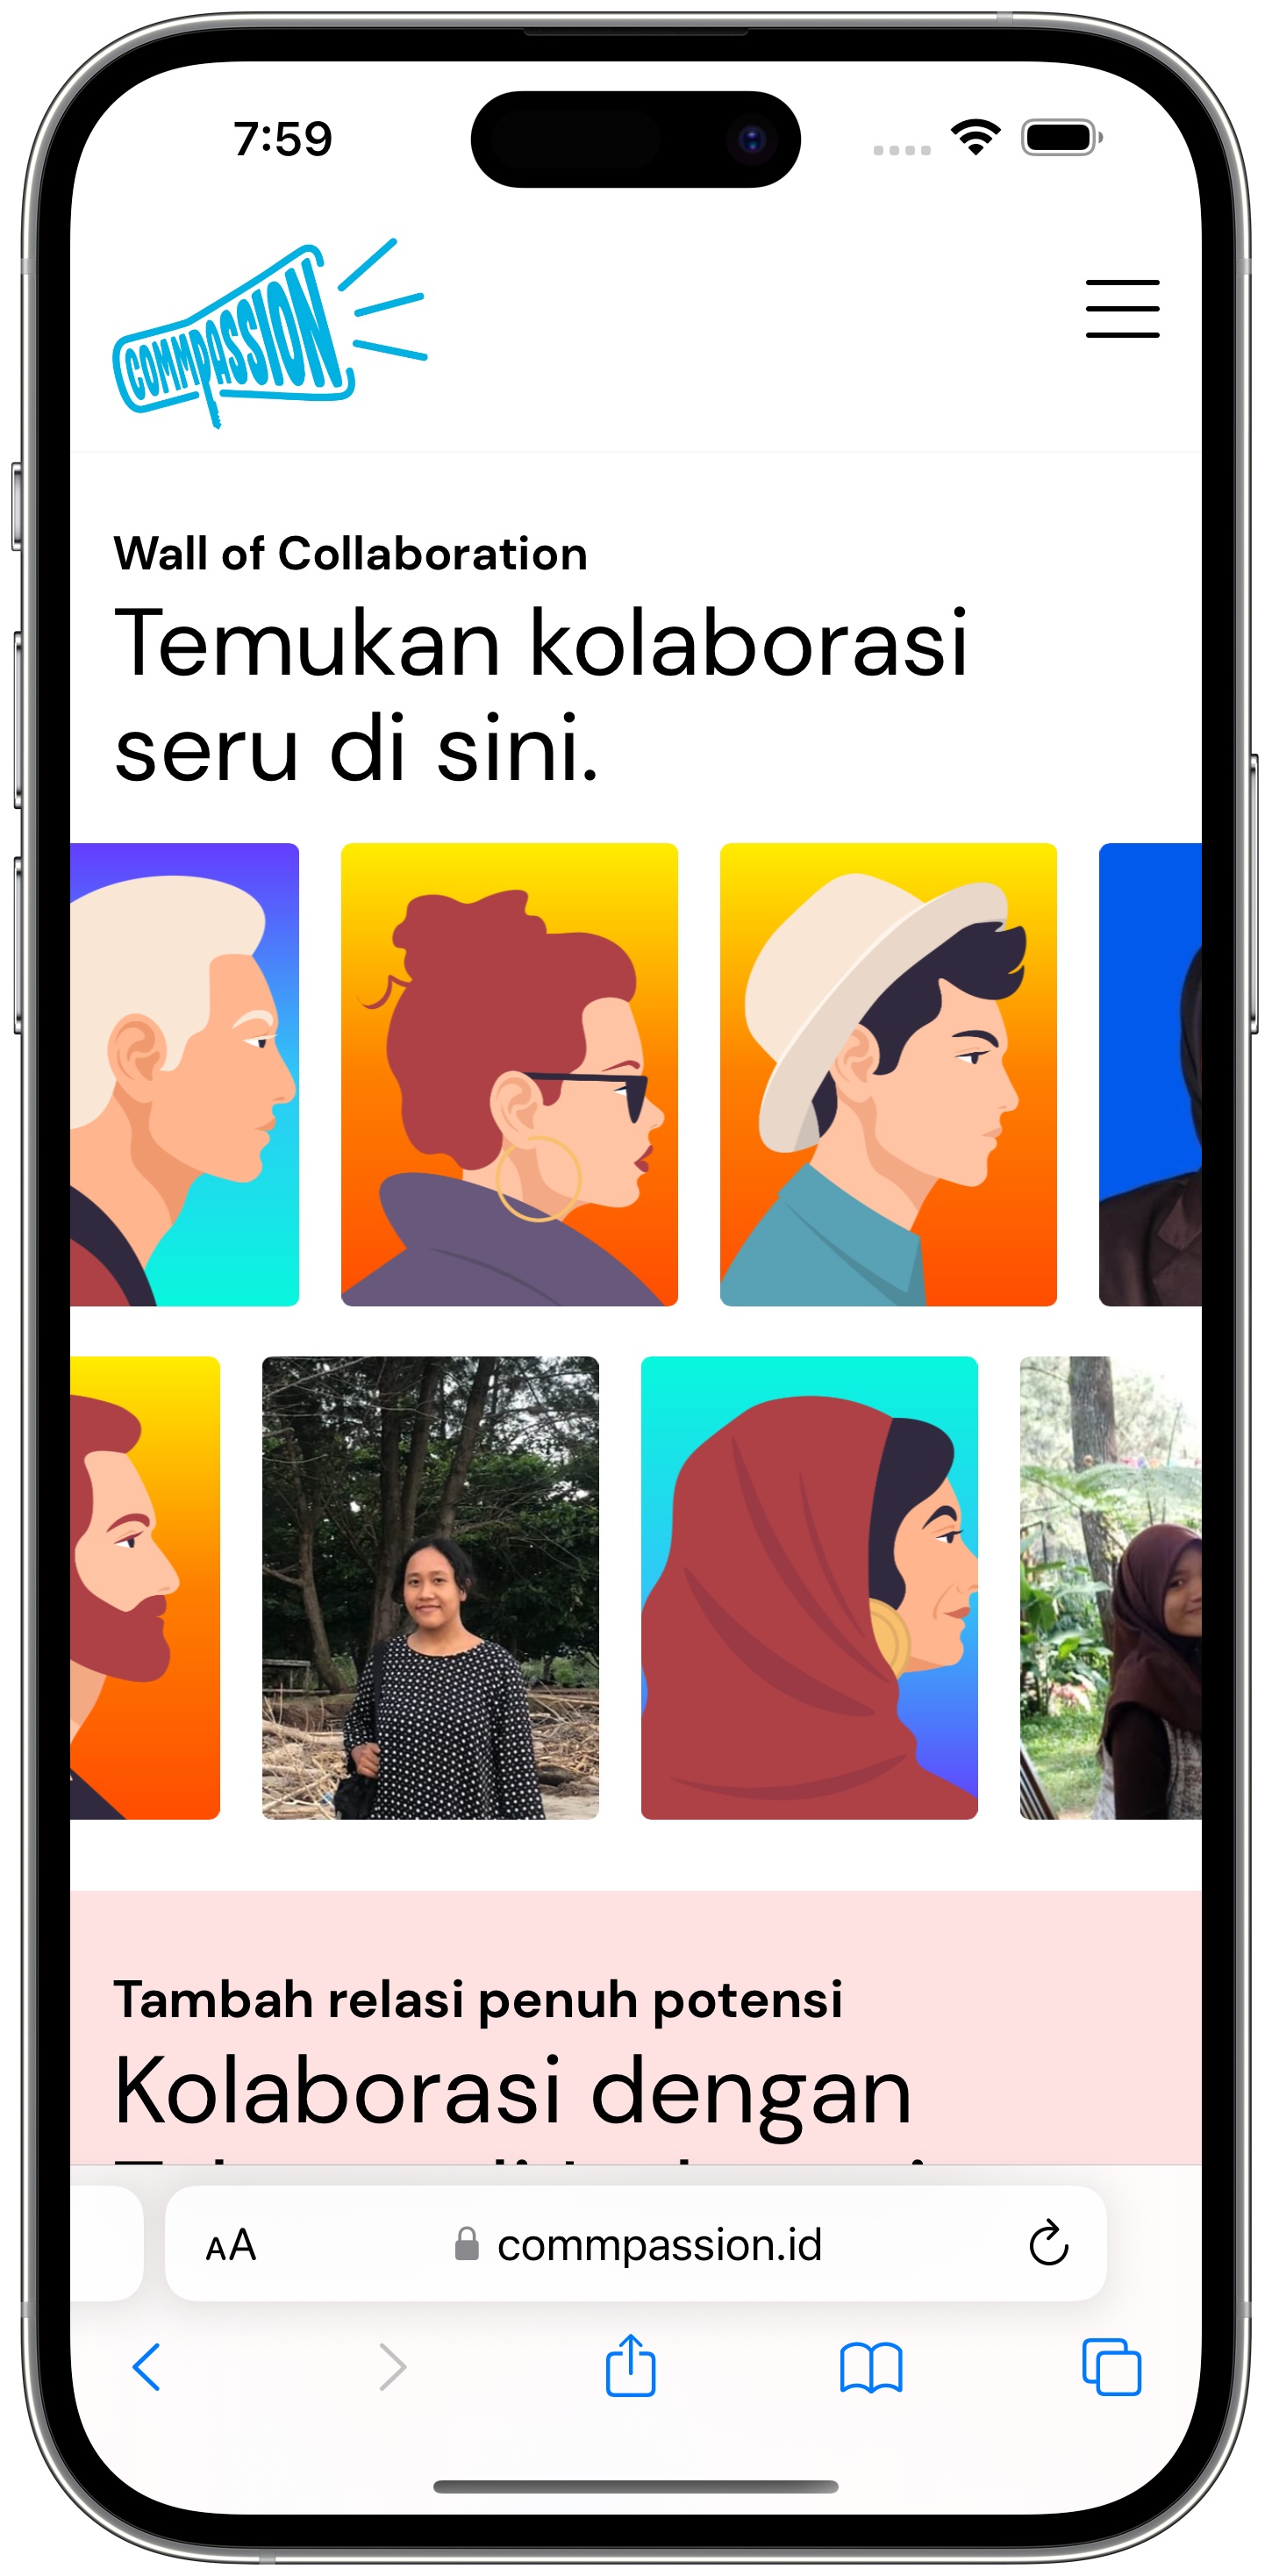 7:59
COMMPASSION
Wall of Collaboration
Temukan kolaborasi
seru di sini.
Tambah relasi penuh potensi
Kolaborasi dengan
AA commpassion.id